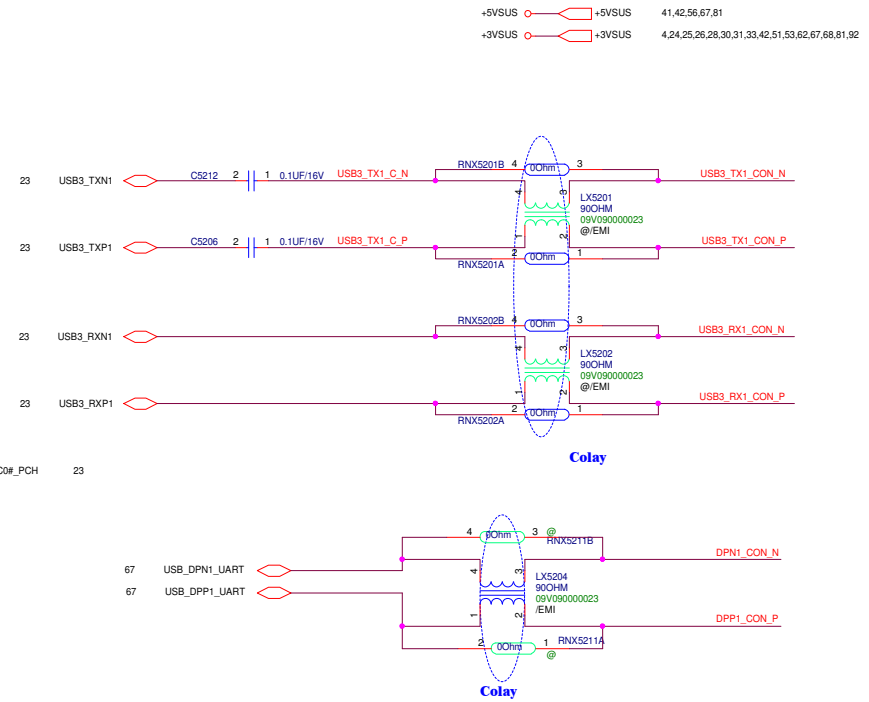 +5VSUS +5VSUS 41,42,56,67,81
+3VSUS +3VSUS 4,24,25,26,28,30,31,33,42,51,53,62,67,68,81,92
RNX5201B 4 0Ohm 3
23 USB3_TXN1 C5212 2 1 0.1UF/16V USB3_TX1_C_N USB3_TX1_CON_N
4 3
LX5201
90OHM
09V090000023
@/EMI
1 2
23 USB3_TXP1 C5206 2 1 0.1UF/16V USB3_TX1_C_P USB3_TX1_CON_P
2 0Ohm 1
RNX5201A
RNX5202B 4 0Ohm 3
23 USB3_RXN1 USB3_RX1_CON_N
4 3
LX5202
90OHM
09V090000023
@/EMI
1 2
23 USB3_RXP1 USB3_RX1_CON_P
2 0Ohm 1
RNX5202A
Colay
C0#_PCH 23
4 0Ohm 3 @
RNX5211B
DPN1_CON_N
67 USB_DPN1_UART
4 3
LX5204
90OHM
09V090000023
/EMI
67 USB_DPP1_UART
1 2
DPP1_CON_P
2 0Ohm 1 RNX5211A
@
Colay